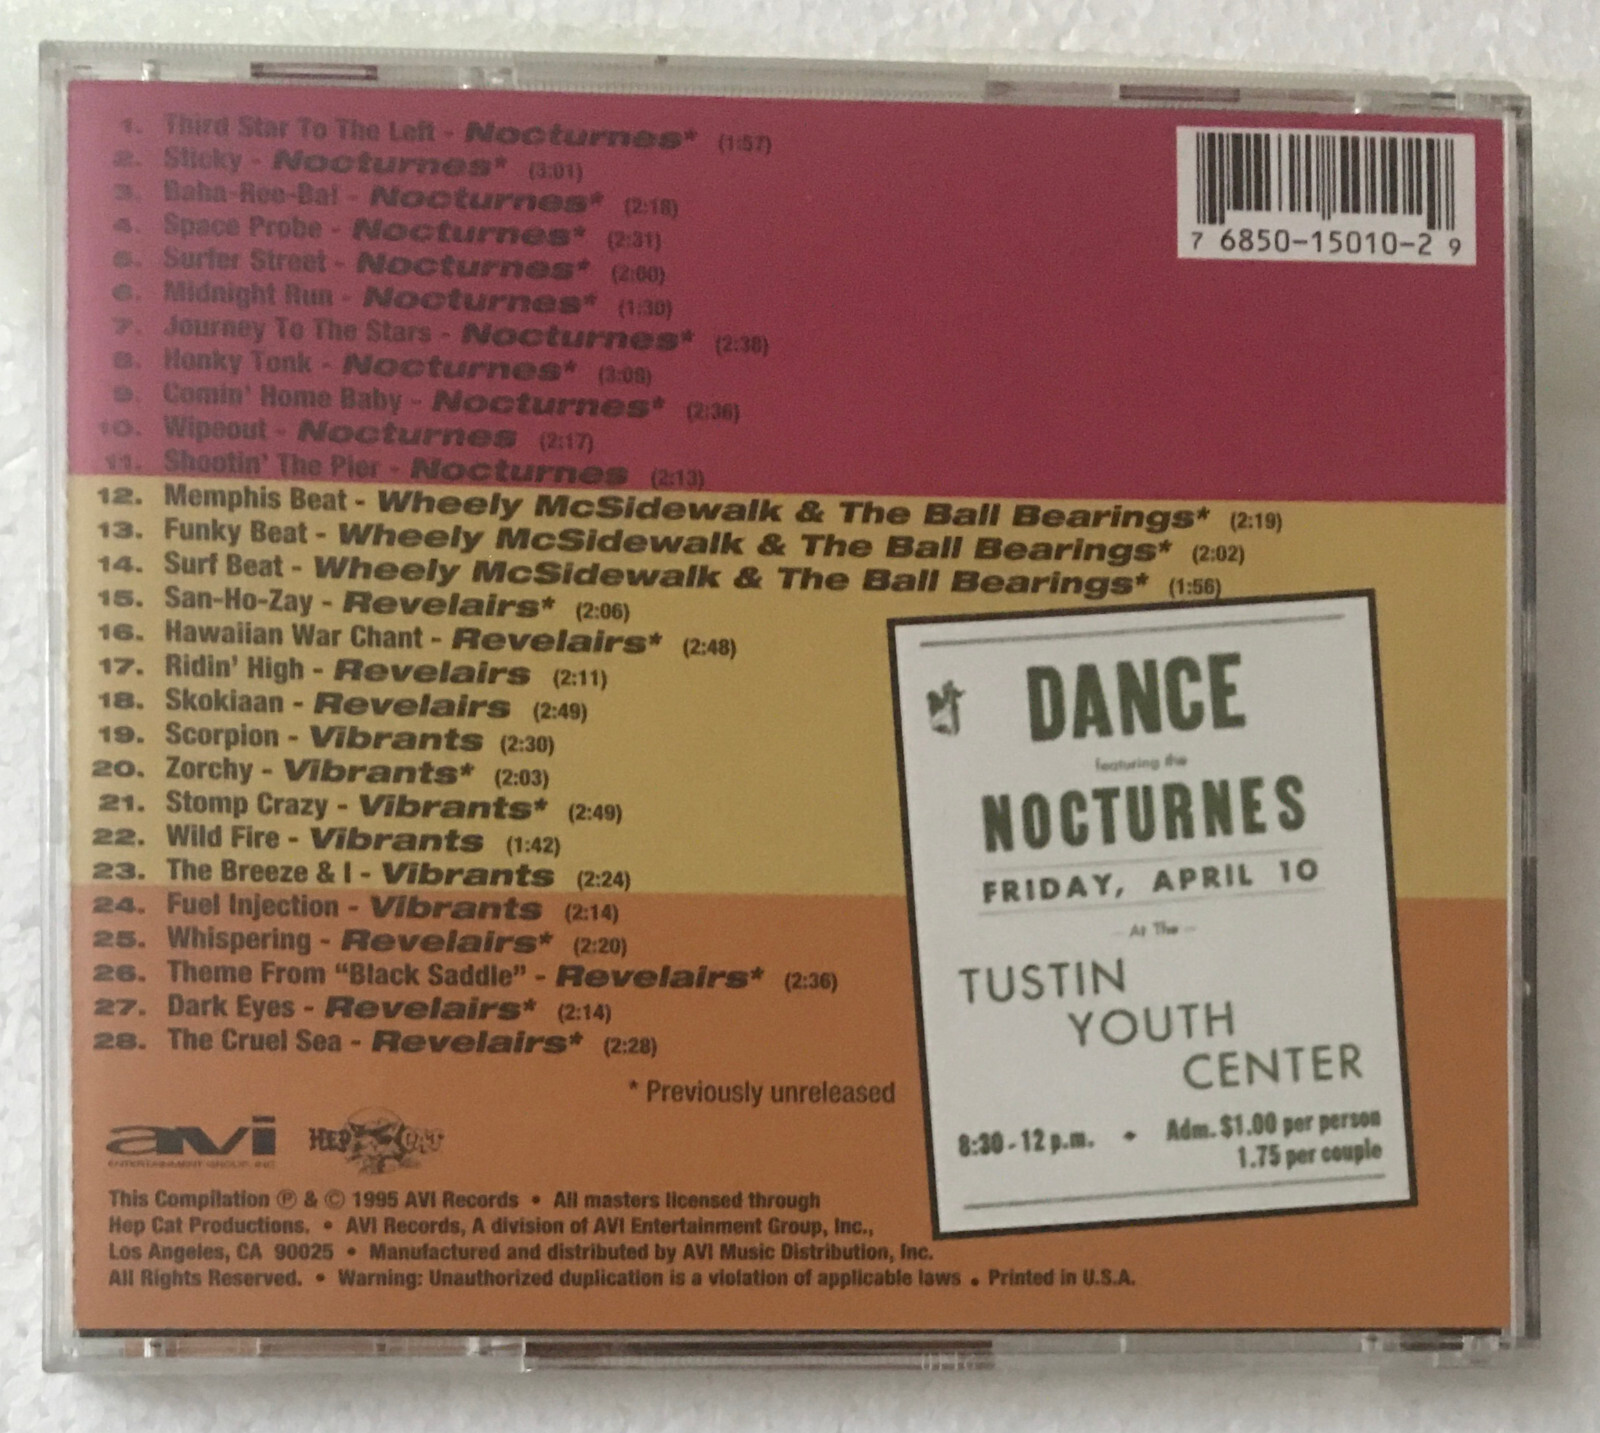 1. Third Star To The Left - Nocturnes* (1:57)
2. Sticky - Nocturnes* (3:01)
3. Baba-Ree-Baf - Nocturnes* (2:18)
4. Space Probe - Nocturnes* (2:31)
5. Surfer Street - Nocturnes* (2:00)
6. Midnight Run - Nocturnes* (1:30)
7. Journey To The Stars - Nocturnes* (2:38)
8. Honky Tonk - Nocturnes* (3:08)
9. Comin' Home Baby - Nocturnes* (2:36)
10. Wipeout - Nocturnes (2:17)
11. Shootin' The Pier - Nocturnes (2:13)
12. Memphis Beat - Wheely McSidewalk & The Ball Bearings* (2:19)
13. Funky Beat - Wheely McSidewalk & The Ball Bearings* (2:02)
14. Surf Beat - Wheely McSidewalk & The Ball Bearings* (1:56)
15. San-Ho-Zay - Revelairs* (2:06)
16. Hawaiian War Chant - Revelairs* (2:48)
17. Ridin' High - Revelairs (2:11)
18. Skokiaan - Revelairs (2:49)
19. Scorpion - Vibrants (2:30)
20. Zorchy - Vibrants* (2:03)
21. Stomp Crazy - Vibrants* (2:49)
22. Wild Fire - Vibrants (1:42)
23. The Breeze & I - Vibrants (2:24)
24. Fuel Injection - Vibrants (2:14)
25. Whispering - Revelairs* (2:20)
26. Theme From “Black Saddle” - Revelairs* (2:36)
27. Dark Eyes - Revelairs* (2:14)
28. The Cruel Sea - Revelairs* (2:28)
* Previously unreleased
7 6850-15010-2 9
DANCE
featuring the
NOCTURNES
FRIDAY, APRIL 10
- At The -
TUSTIN
YOUTH
CENTER
8:30 - 12 p.m. • Adm. $1.00 per person
1.75 per couple
avi
ENTERTAINMENT GROUP, INC.
HEP CAT
This Compilation ℗ & © 1995 AVI Records • All masters licensed through
Hep Cat Productions. • AVI Records, A division of AVI Entertainment Group, Inc.,
Los Angeles, CA 90025 • Manufactured and distributed by AVI Music Distribution, Inc.
All Rights Reserved. • Warning: Unauthorized duplication is a violation of applicable laws • Printed in U.S.A.